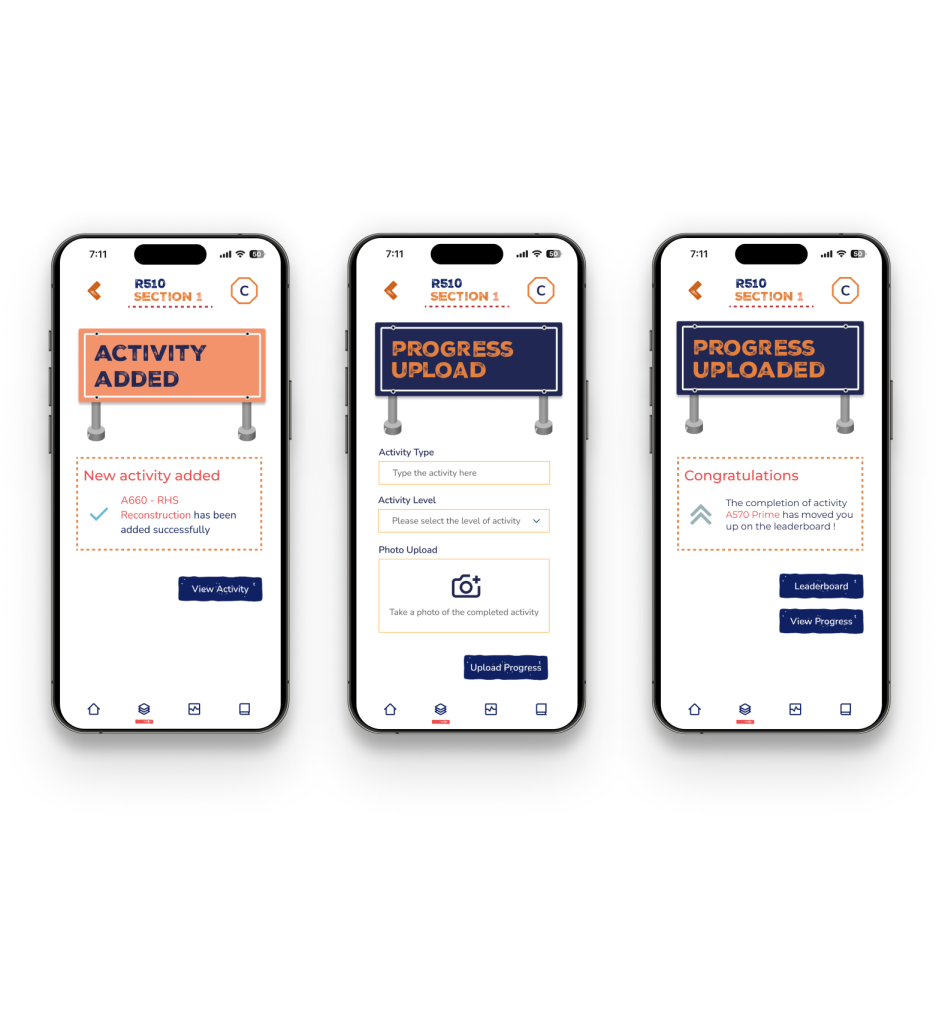 7:11
50
R510
SECTION 1
C
ACTIVITY
ADDED
New activity added
A660 - RHS
Reconstruction has been
added successfully
View Activity
7:11
50
R510
SECTION 1
C
PROGRESS
UPLOAD
Activity Type
Type the activity here
Activity Level
Please select the level of activity
Photo Upload
Take a photo of the completed activity
Upload Progress
7:11
50
R510
SECTION 1
C
PROGRESS
UPLOADED
Congratulations
The completion of activity
A570 Prime has moved you
up on the leaderboard !
Leaderboard
View Progress